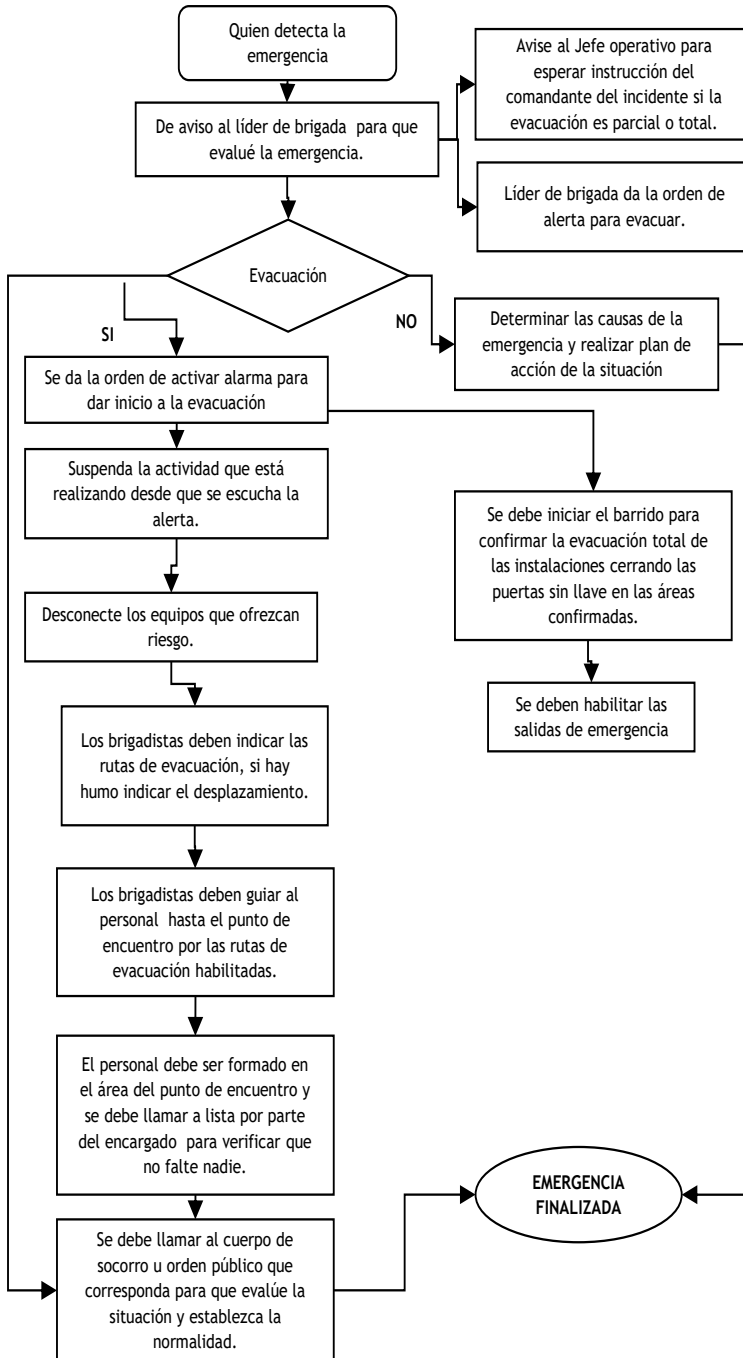 Quien detecta la
emergencia
Avise al Jefe operativo para
esperar instrucción del
comandante del incidente si la
evacuación es parcial o total.
De aviso al líder de brigada para que
evalué la emergencia.
Líder de brigada da la orden de
alerta para evacuar.
Evacuación
SI
NO
Determinar las causas de la
emergencia y realizar plan de
acción de la situación
Se da la orden de activar alarma para
dar inicio a la evacuación
Suspenda la actividad que está
realizando desde que se escucha la
alerta.
Se debe iniciar el barrido para
confirmar la evacuación total de
las instalaciones cerrando las
puertas sin llave en las áreas
confirmadas.
Desconecte los equipos que ofrezcan
riesgo.
Se deben habilitar las
salidas de emergencia
Los brigadistas deben indicar las
rutas de evacuación, si hay
humo indicar el desplazamiento.
Los brigadistas deben guiar al
personal hasta el punto de
encuentro por las rutas de
evacuación habilitadas.
El personal debe ser formado en
el área del punto de encuentro y
se debe llamar a lista por parte
del encargado para verificar que
no falte nadie.
EMERGENCIA
FINALIZADA
Se debe llamar al cuerpo de
socorro u orden público que
corresponda para que evalúe la
situación y establezca la
normalidad.